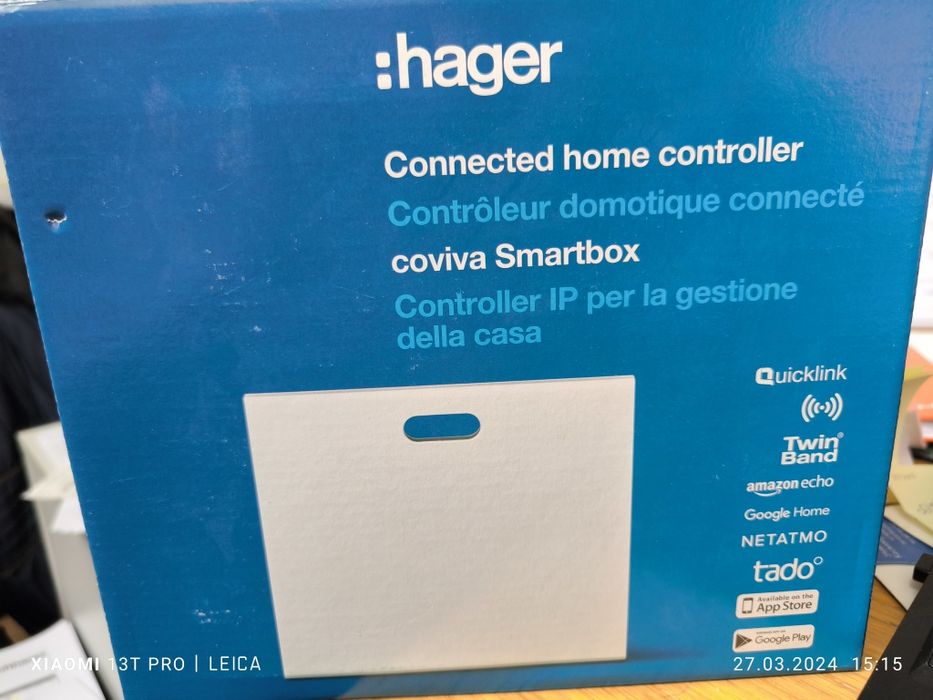 :hager
Connected home controller
Contrôleur domotique connecté
coviva Smartbox
Controller IP per la gestione
della casa
Quicklink
Twin®
Band
amazon echo
Google Home
NETATMO
tado°
Available on the
App Store
Google Play
XIAOMI 13T PRO | LEICA
27.03.2024 15:15